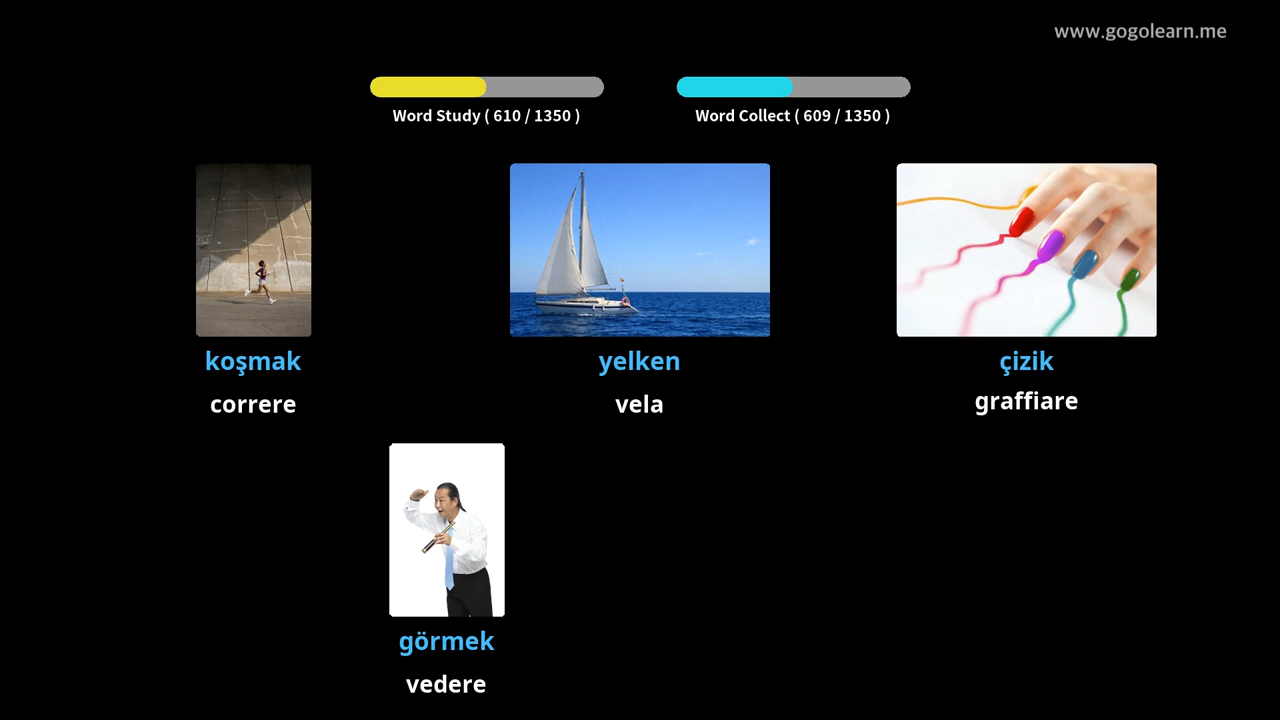 www.gogolearn.me
Word Study ( 610 / 1350 )
Word Collect ( 609 / 1350 )
koşmak
correre
yelken
vela
çizik
graffiare
görmek
vedere